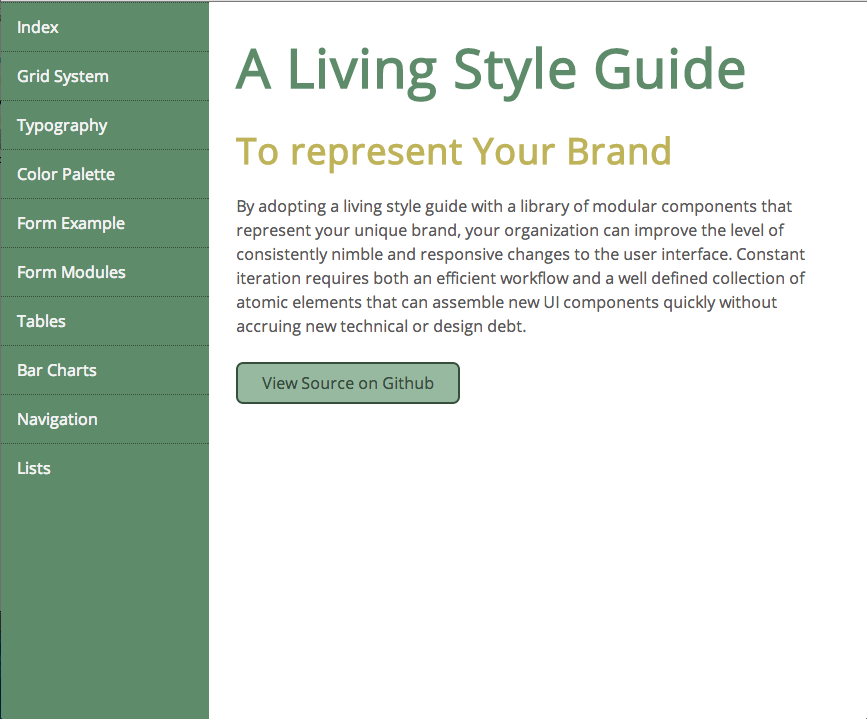 Index
Grid System
Typography
Color Palette
Form Example
Form Modules
Tables
Bar Charts
Navigation
Lists
A Living Style Guide
To represent Your Brand
By adopting a living style guide with a library of modular components that
represent your unique brand, your organization can improve the level of
consistently nimble and responsive changes to the user interface. Constant
iteration requires both an efficient workflow and a well defined collection of
atomic elements that can assemble new UI components quickly without
accruing new technical or design debt.
View Source on Github